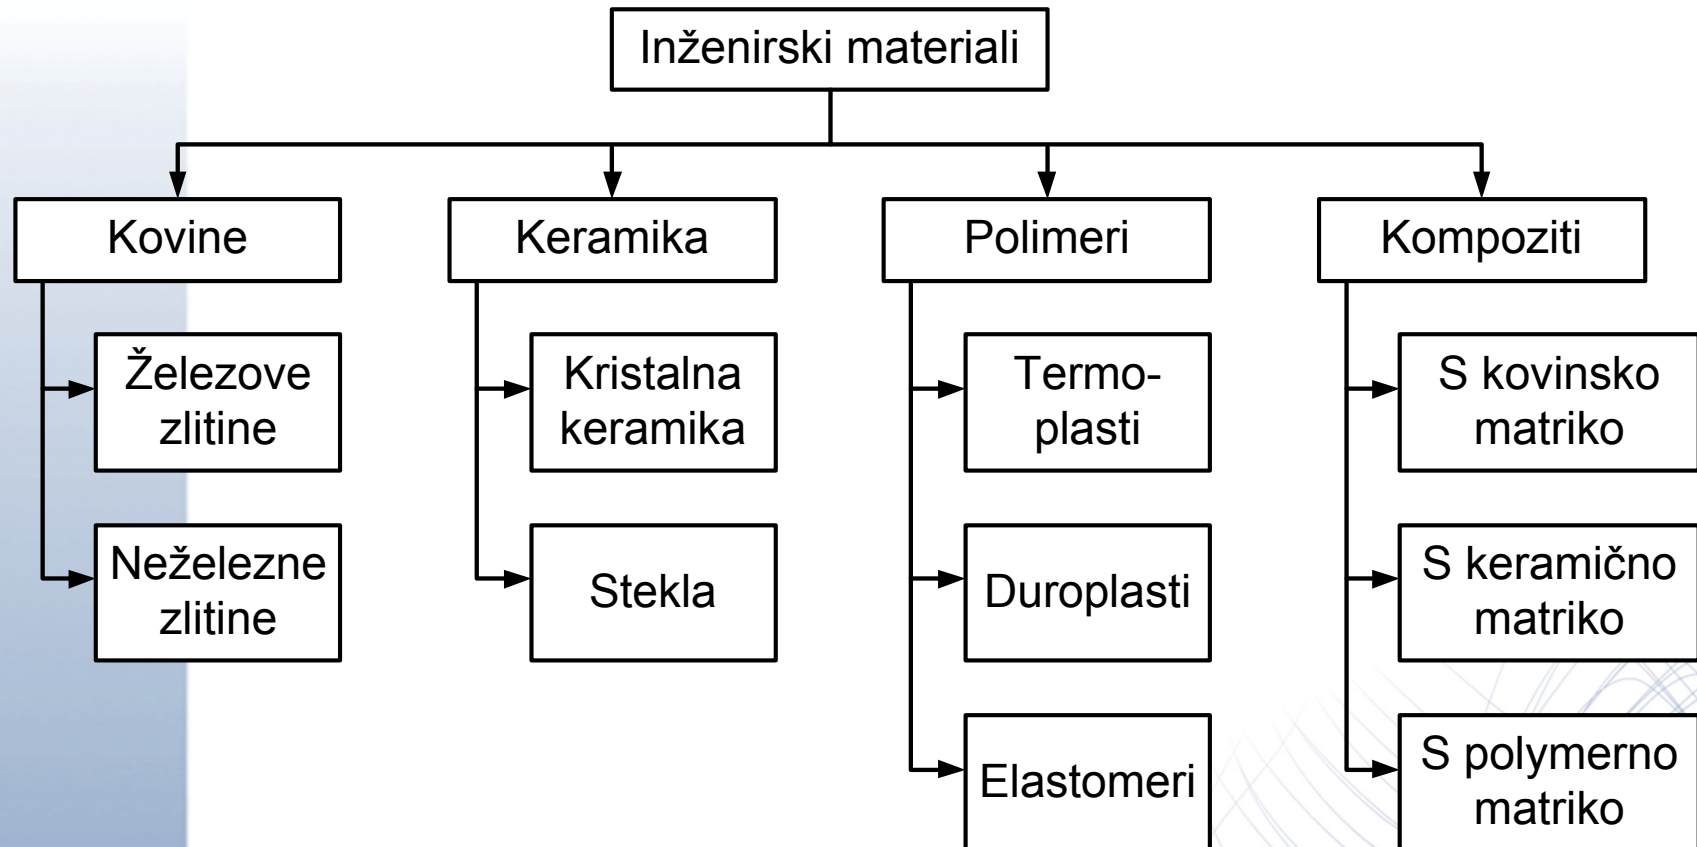 Inženirski materiali
Kovine
Keramika
Polimeri
Kompoziti
Železove
zlitine
Kristalna
keramika
Termo-
plasti
S kovinsko
matriko
Neželezne
zlitine
Stekla
Duroplasti
S keramično
matriko
Elastomeri
S polymerno
matriko